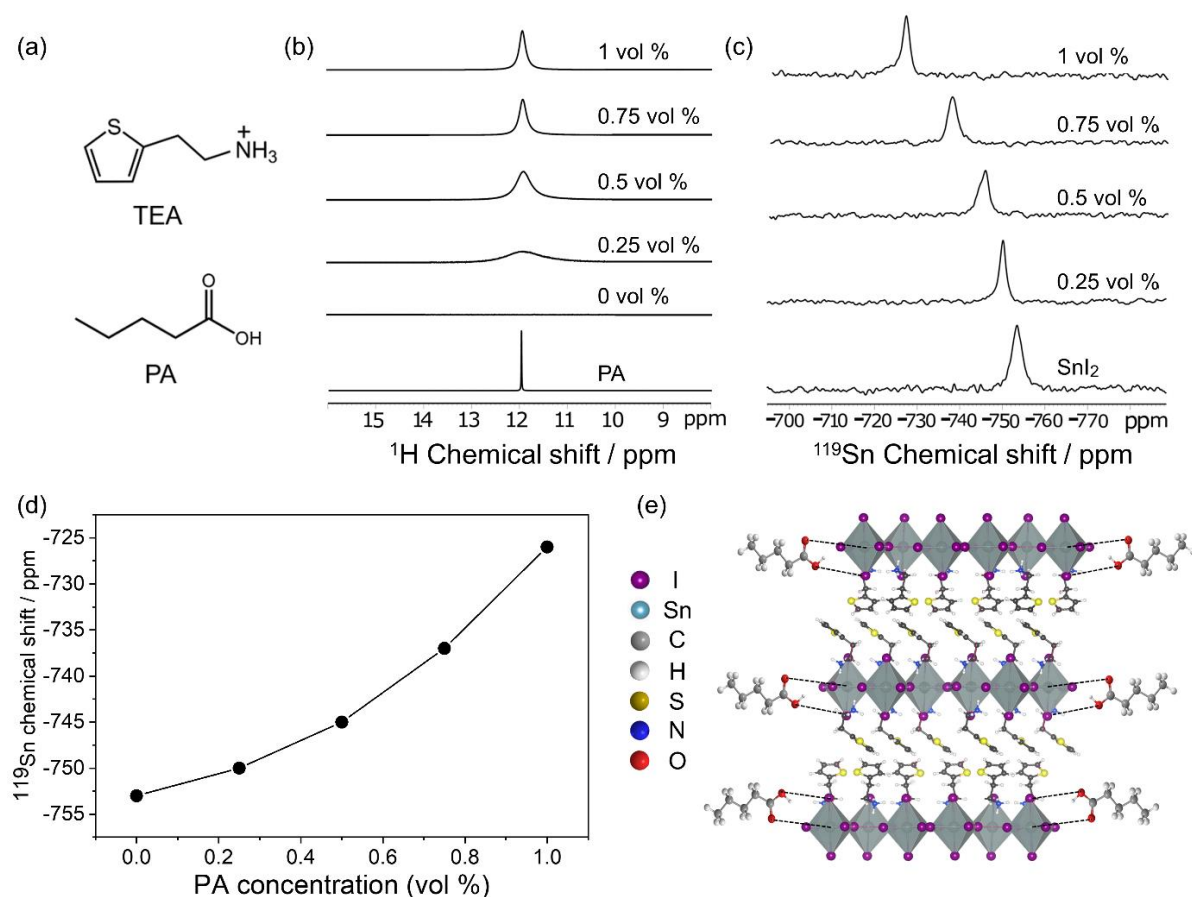 (a)
S
+
NH₃
TEA
O
OH
PA
(b)
1 vol %
0.75 vol %
0.5 vol %
0.25 vol %
0 vol %
PA
15 14 13 12 11 10 9 ppm
¹H Chemical shift / ppm
(c)
1 vol %
0.75 vol %
0.5 vol %
0.25 vol %
SnI₂
−700 −710 −720 −730 −740 −750 −760 −770 ppm
¹¹⁹Sn Chemical shift / ppm
(d)
-725
-730
-735
-740
-745
-750
-755
¹¹⁹Sn chemical shift / ppm
0.0 0.2 0.4 0.6 0.8 1.0
PA concentration (vol %)
(e)
I
Sn
C
H
S
N
O